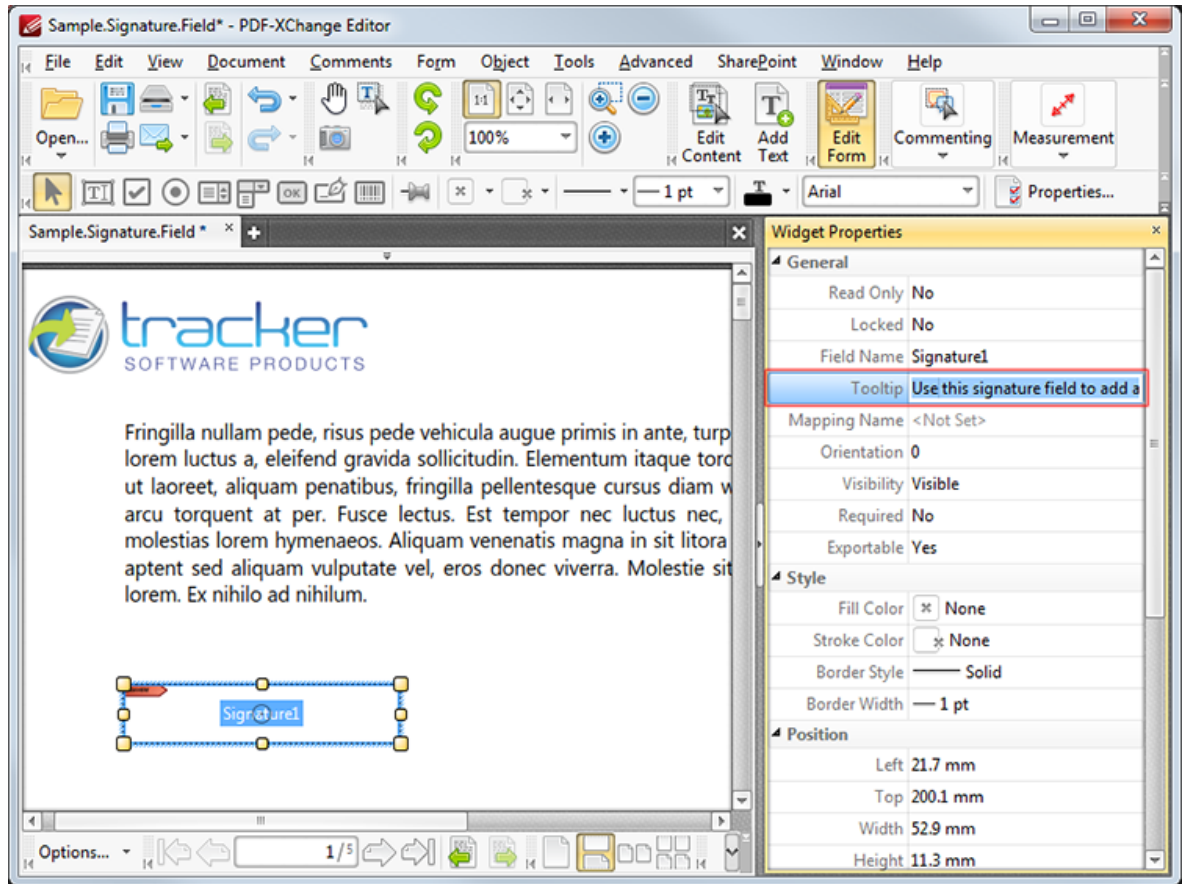 Sample.Signature.Field* - PDF-XChange Editor
File Edit View Document Comments Form Object Tools Advanced SharePoint Window Help
Open... 1:1 100% Edit Content Add Text Edit Form Commenting Measurement
OK 1 pt Arial Properties...
Sample.Signature.Field *
tracker
SOFTWARE PRODUCTS
Fringilla nullam pede, risus pede vehicula augue primis in ante, turp
lorem luctus a, eleifend gravida sollicitudin. Elementum itaque torq
ut laoreet, aliquam penatibus, fringilla pellentesque cursus diam
arcu torquent at per. Fusce lectus. Est tempor nec luctus nec,
molestias lorem hymenaeos. Aliquam venenatis magna in sit litora
aptent sed aliquam vulputate vel, eros donec viverra. Molestie sit
lorem. Ex nihilo ad nihilum.
Signature1
Options... 1/5
Widget Properties
General
Read Only No
Locked No
Field Name Signature1
Tooltip Use this signature field to add a
Mapping Name <Not Set>
Orientation 0
Visibility Visible
Required No
Exportable Yes
Style
Fill Color None
Stroke Color None
Border Style Solid
Border Width 1 pt
Position
Left 21.7 mm
Top 200.1 mm
Width 52.9 mm
Height 11.3 mm